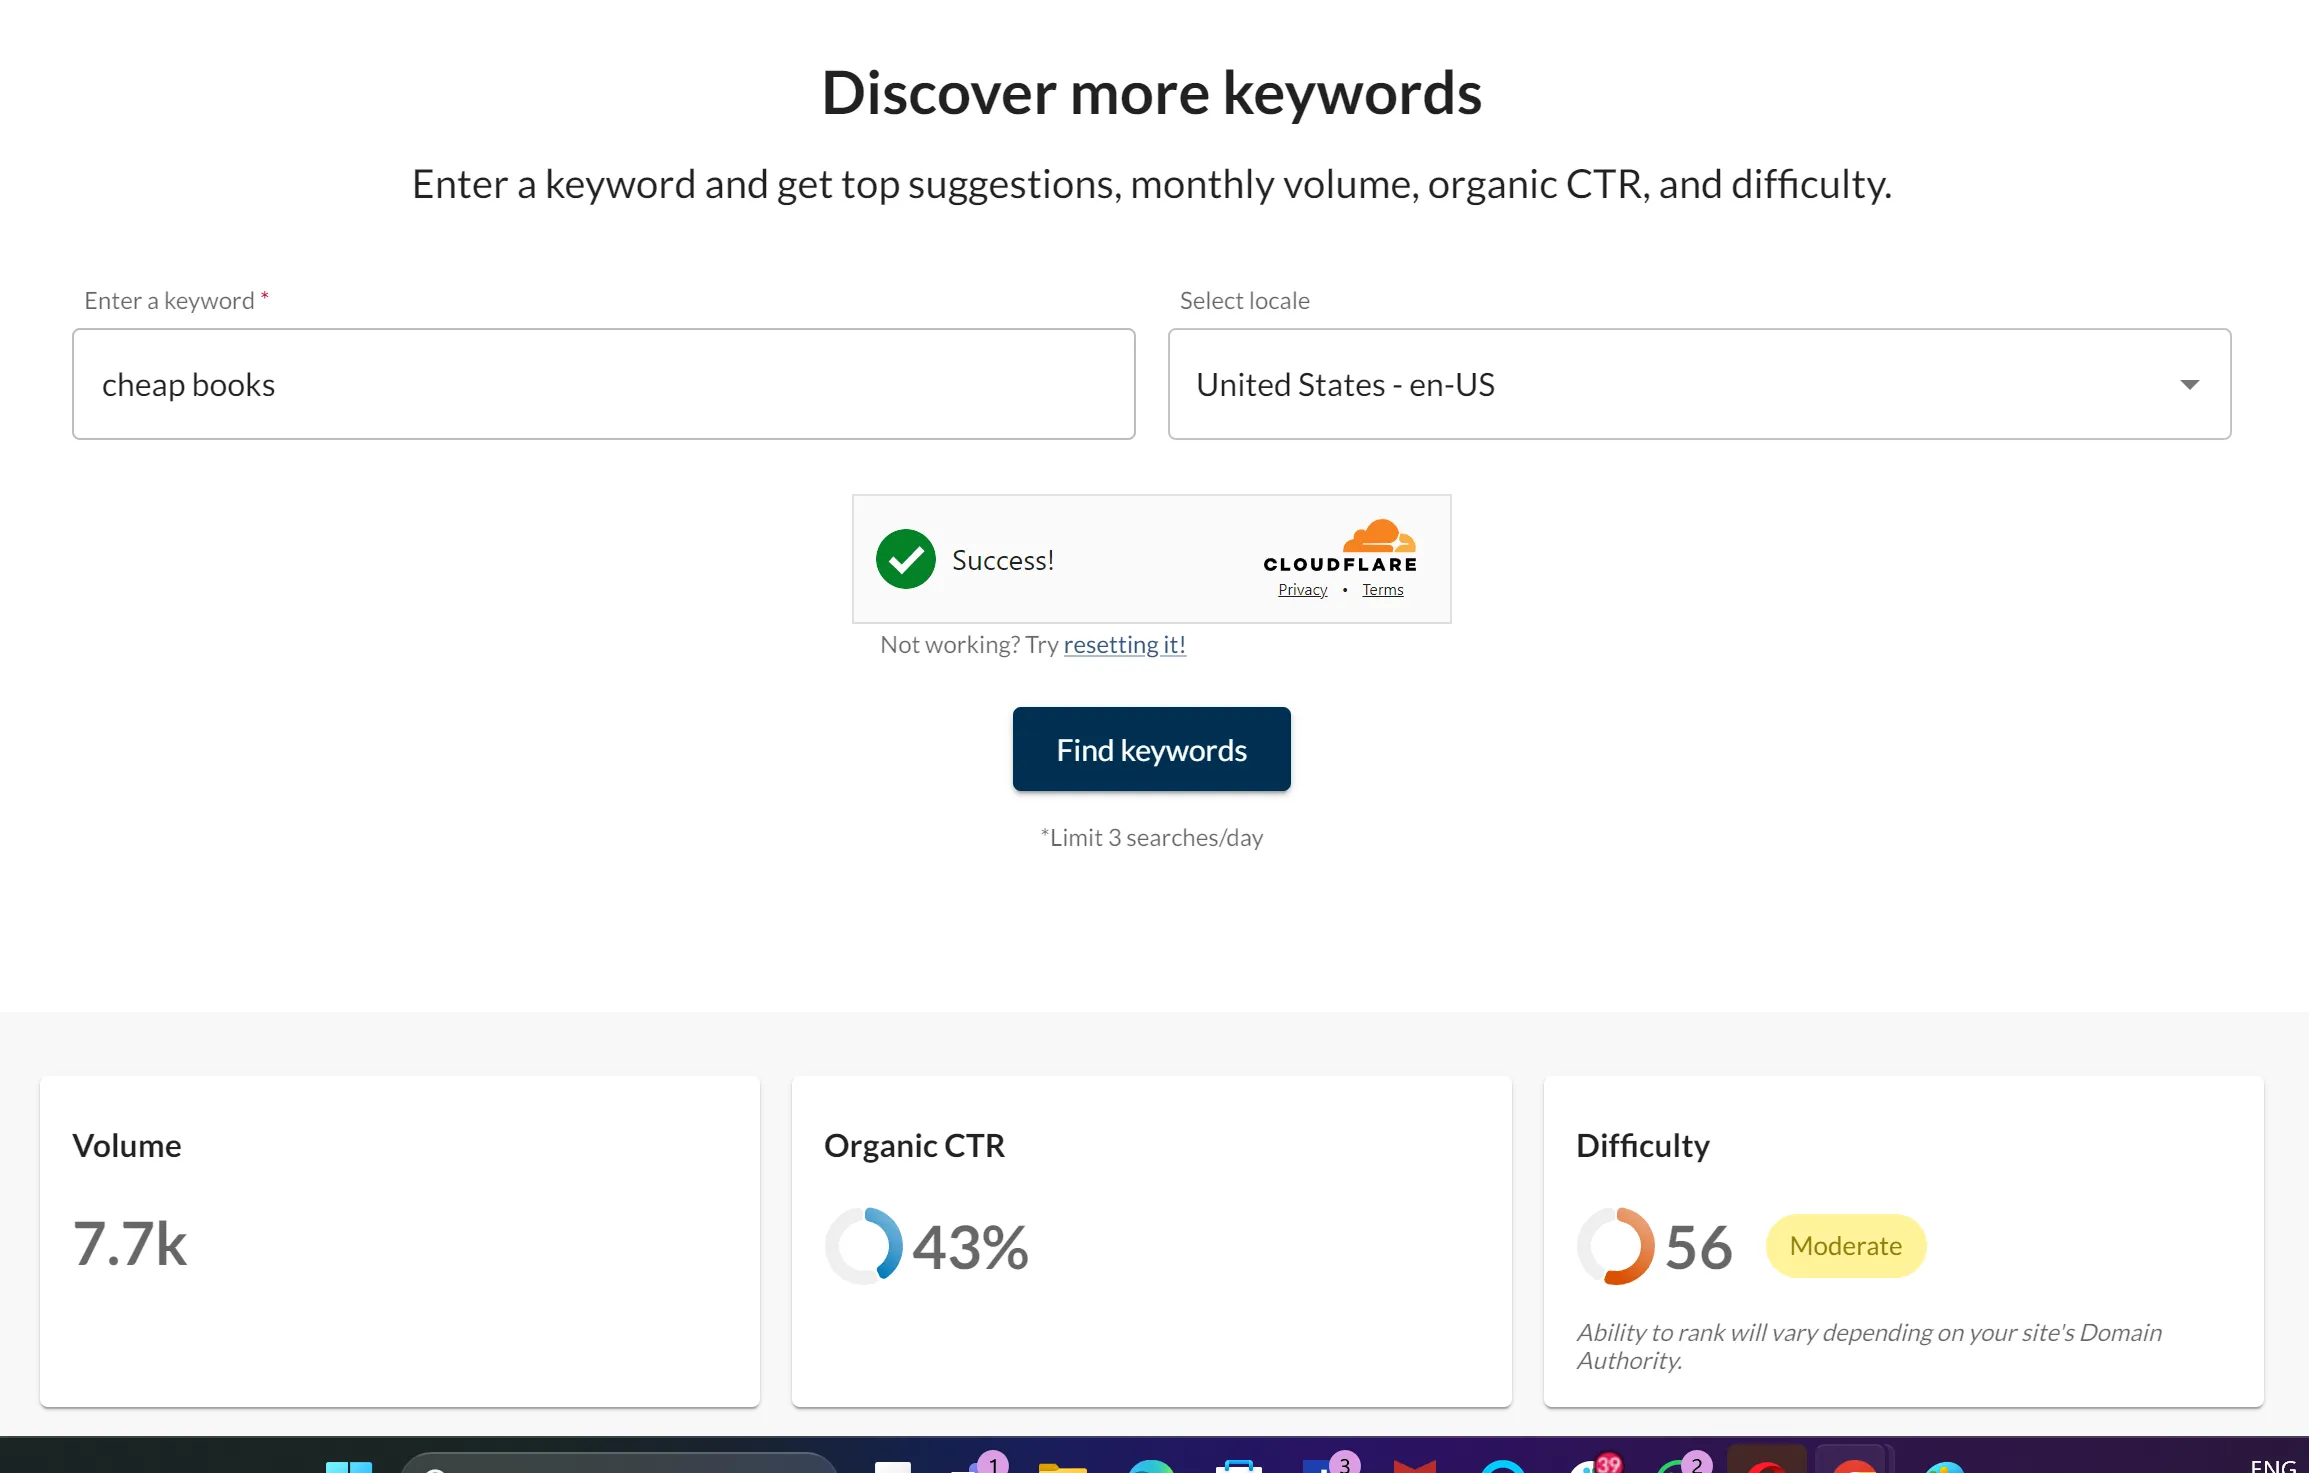 Discover more keywords
Enter a keyword and get top suggestions, monthly volume, organic CTR, and difficulty.
Enter a keyword *
Select locale
cheap books
United States - en-US
Success!
CLOUDFLARE
Privacy • Terms
Not working? Try resetting it!
Find keywords
*Limit 3 searches/day
Volume
7.7k
Organic CTR
43%
Difficulty
56
Moderate
Ability to rank will vary depending on your site's Domain
Authority.
1
3
39
2
ENG